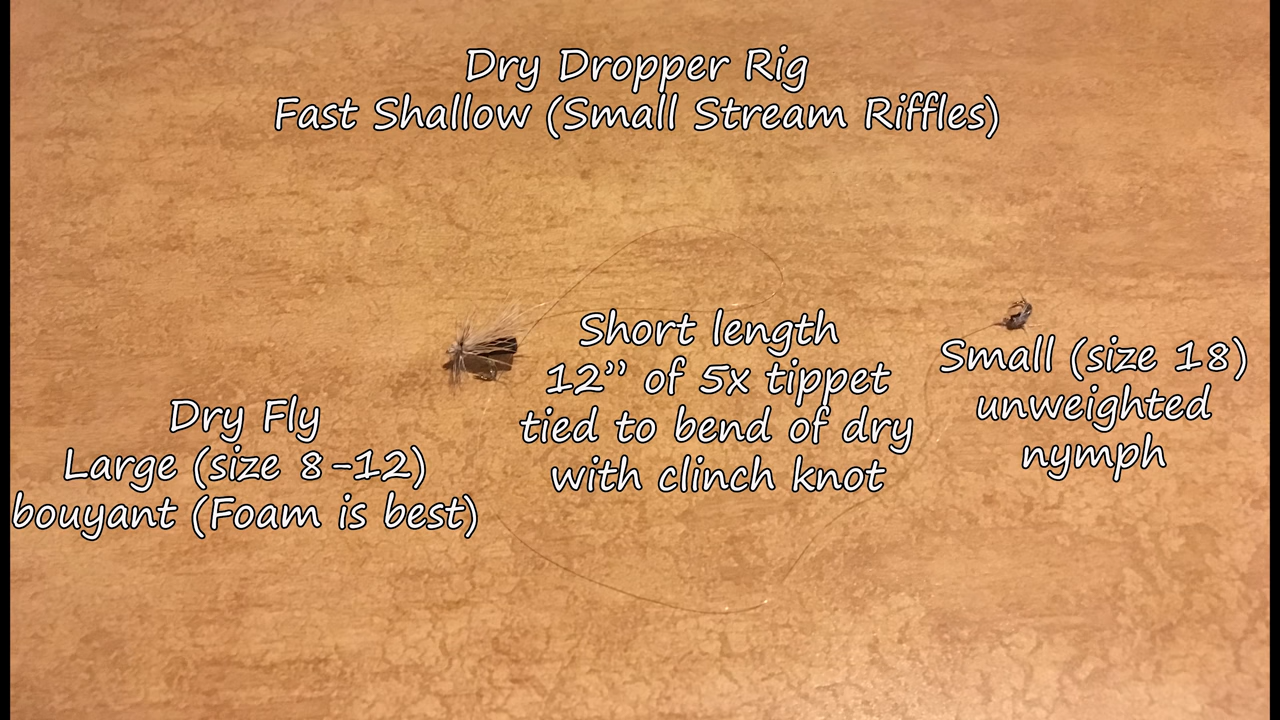 Dry Dropper Rig
Fast Shallow (Small Stream Riffles)
Short length
12” of 5x tippet
tied to bend of dry
with clinch knot
Small (size 18)
unweighted
nymph
Dry Fly
Large (size 8-12)
bouyant (Foam is best)